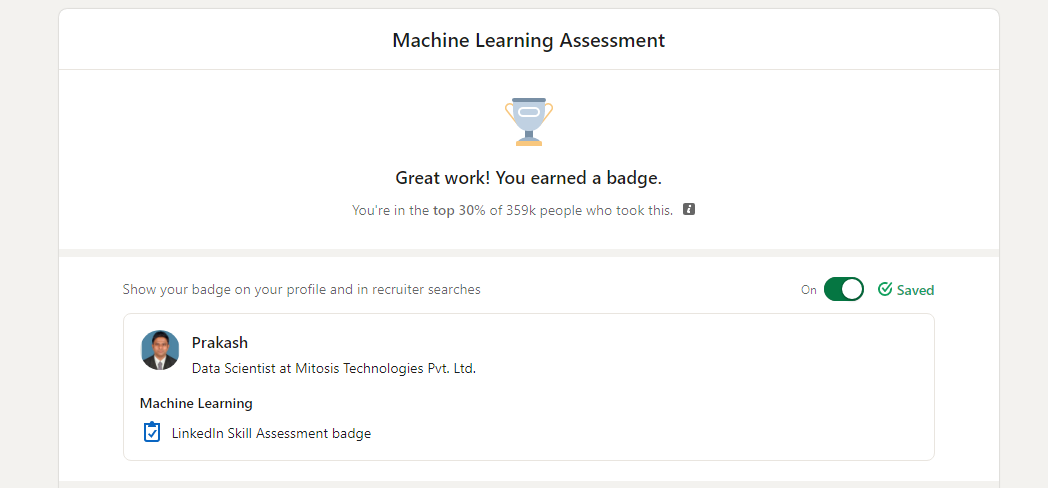 Machine Learning Assessment
Great work! You earned a badge.
You're in the top 30% of 359k people who took this.
Show your badge on your profile and in recruiter searches
On
Saved
Prakash
Data Scientist at Mitosis Technologies Pvt. Ltd.
Machine Learning
LinkedIn Skill Assessment badge